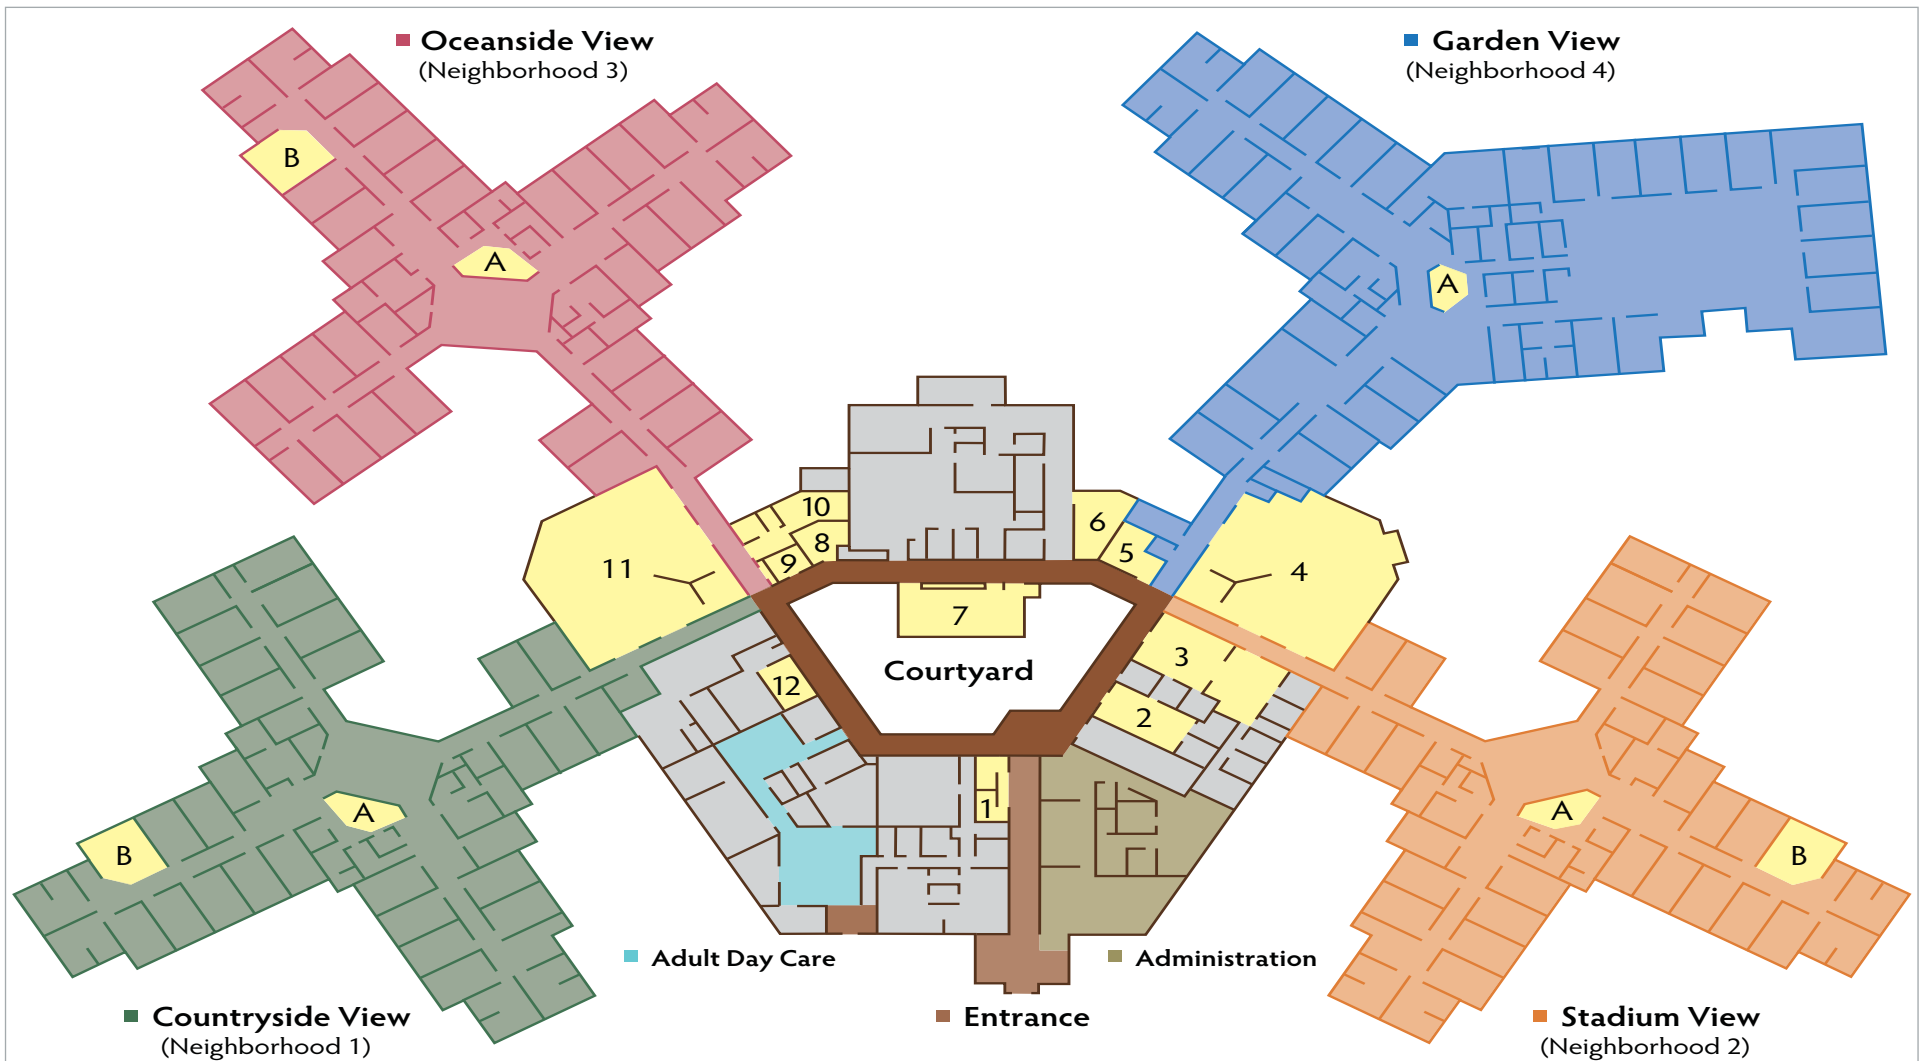 Oceanside View
(Neighborhood 3)
Garden View
(Neighborhood 4)
B
A
A
10
8
9
11
6
5
4
7
Courtyard
3
12
2
1
A
B
A
B
Adult Day Care
Administration
Countryside View
(Neighborhood 1)
Entrance
Stadium View
(Neighborhood 2)